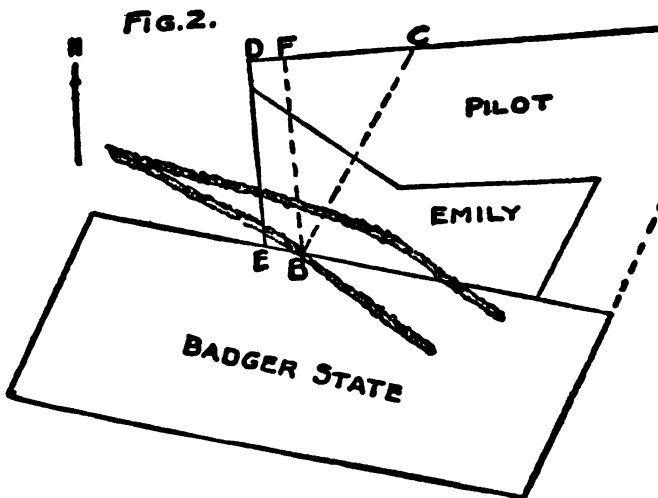 FIG.2.
N
D F C
PILOT
EMILY
E B
BADGER STATE